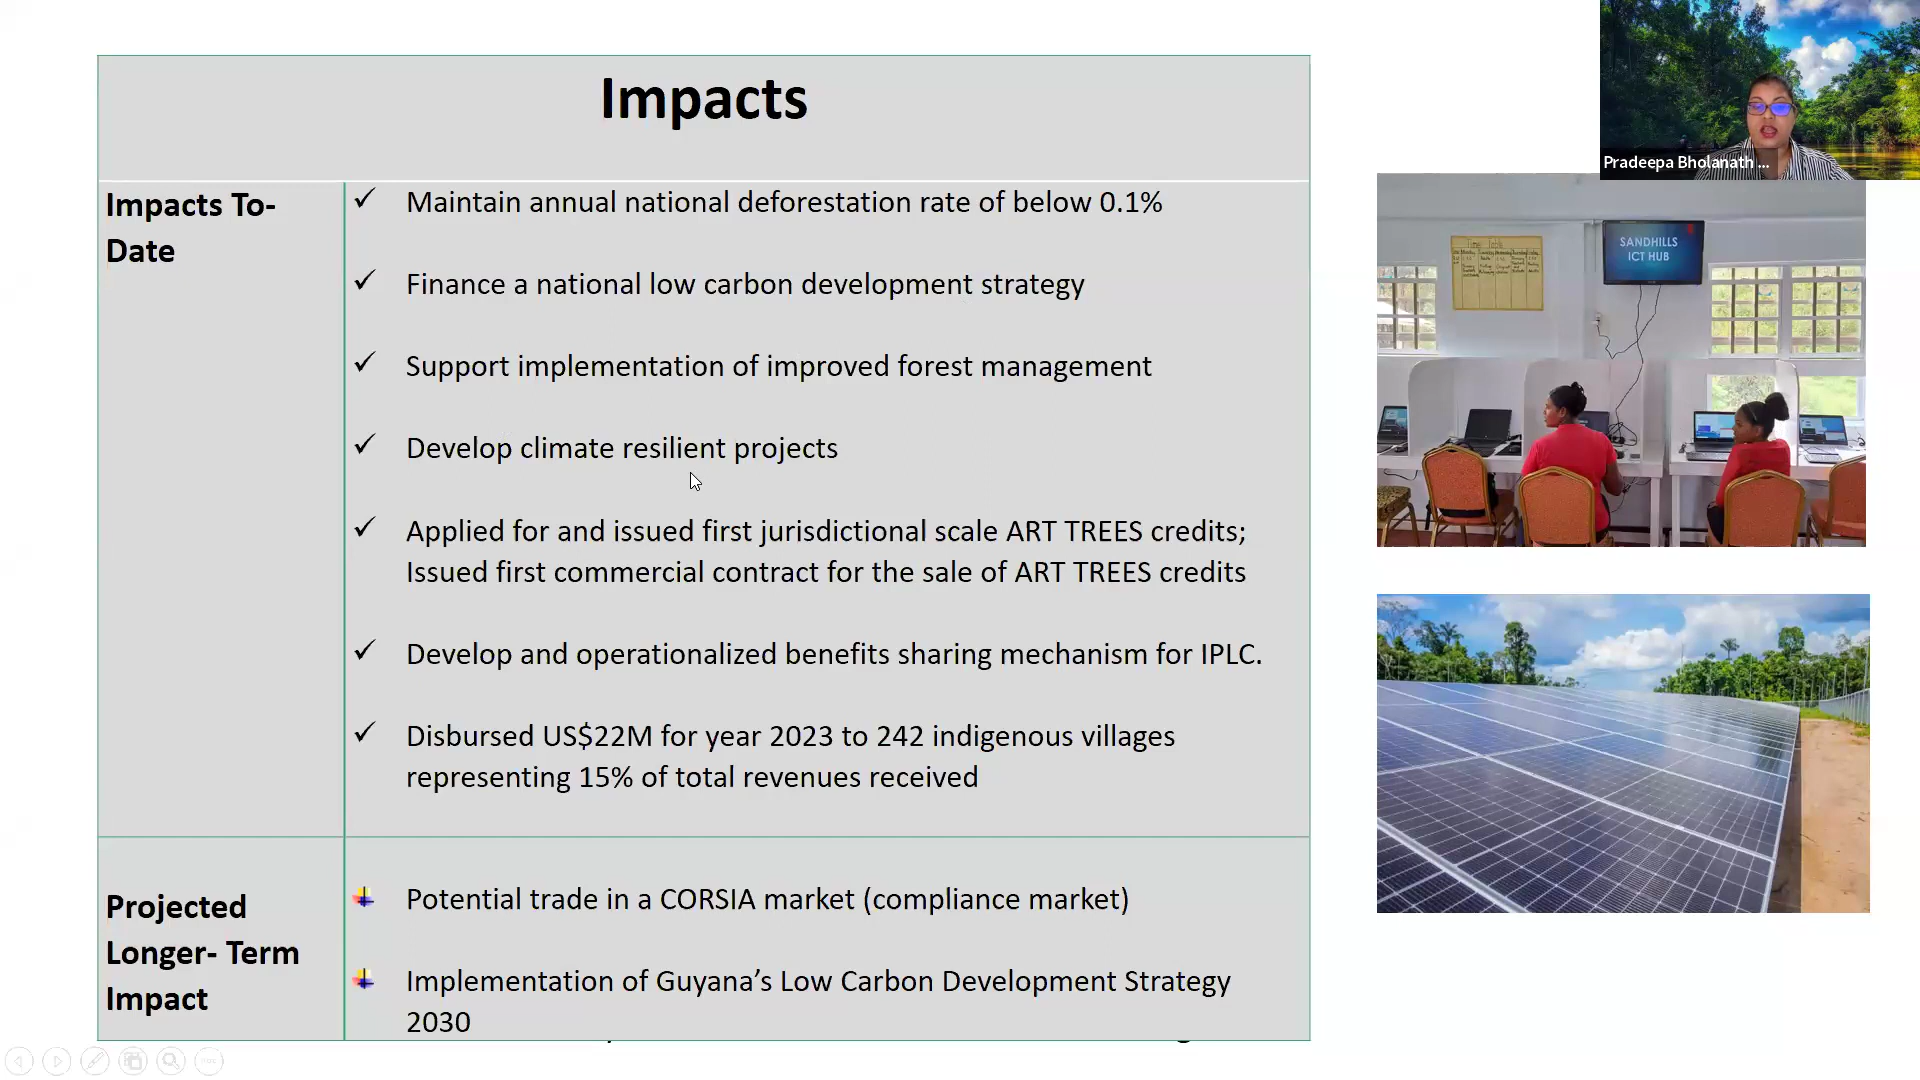 Impacts
Impacts To-
Date
Maintain annual national deforestation rate of below 0.1%
Finance a national low carbon development strategy
Support implementation of improved forest management
Develop climate resilient projects
Applied for and issued first jurisdictional scale ART TREES credits;
Issued first commercial contract for the sale of ART TREES credits
Develop and operationalized benefits sharing mechanism for IPLC.
Disbursed US$22M for year 2023 to 242 indigenous villages
representing 15% of total revenues received
Projected
Longer- Term
Impact
Potential trade in a CORSIA market (compliance market)
Implementation of Guyana’s Low Carbon Development Strategy
2030
Pradeepa Bholanath ...
SANDHILLS
ICT HUB